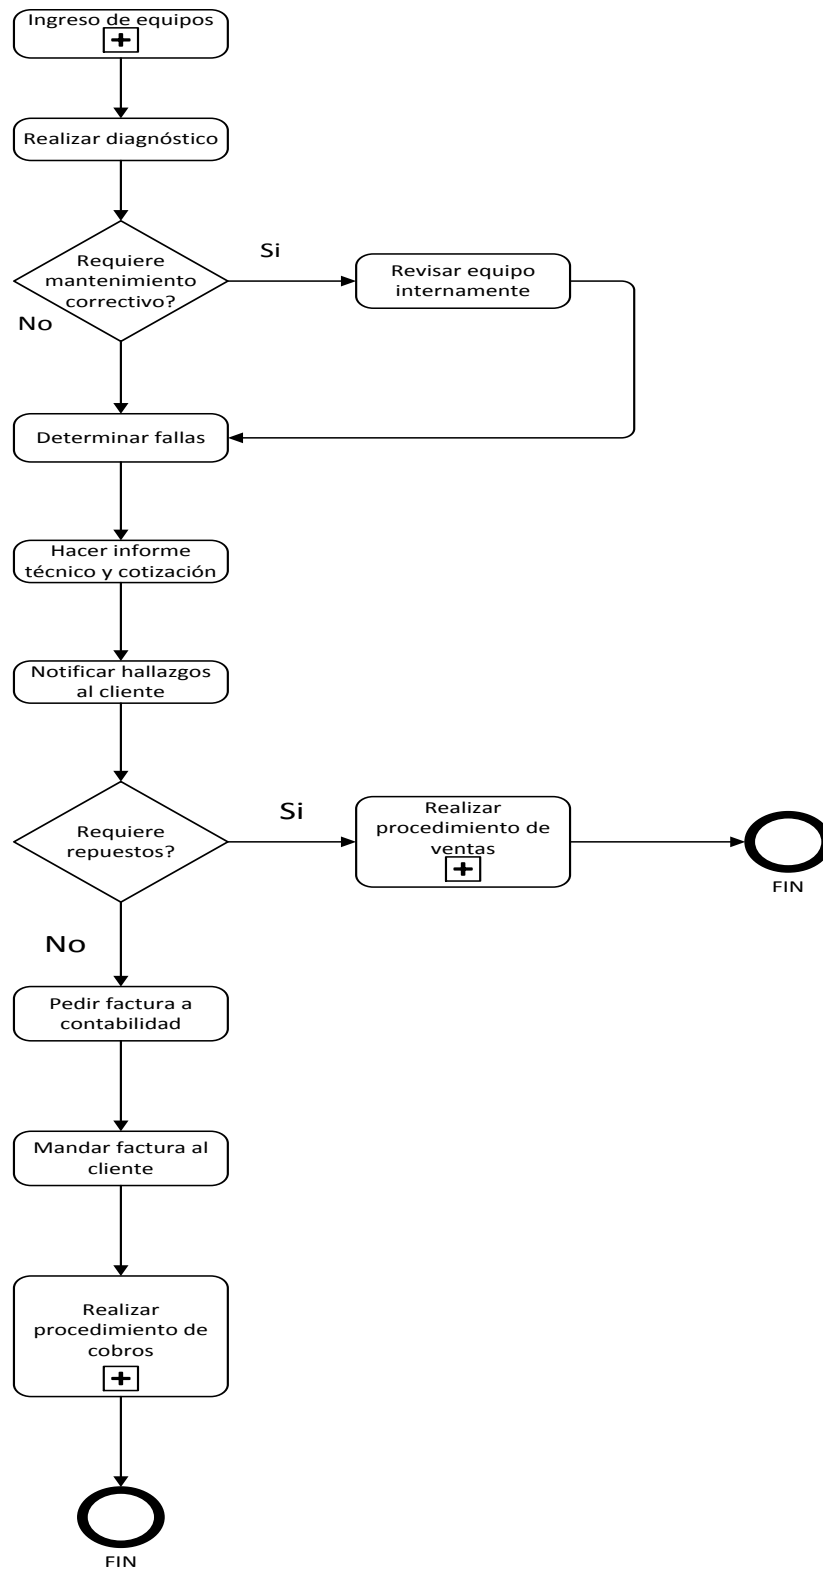 Ingreso de equipos
Realizar diagnóstico
Requiere
mantenimiento
correctivo?
Si
No
Revisar equipo
internamente
Determinar fallas
Hacer informe
técnico y cotización
Notificar hallazgos
al cliente
Requiere
repuestos?
Si
No
Realizar
procedimiento de
ventas
FIN
Pedir factura a
contabilidad
Mandar factura al
cliente
Realizar
procedimiento de
cobros
FIN